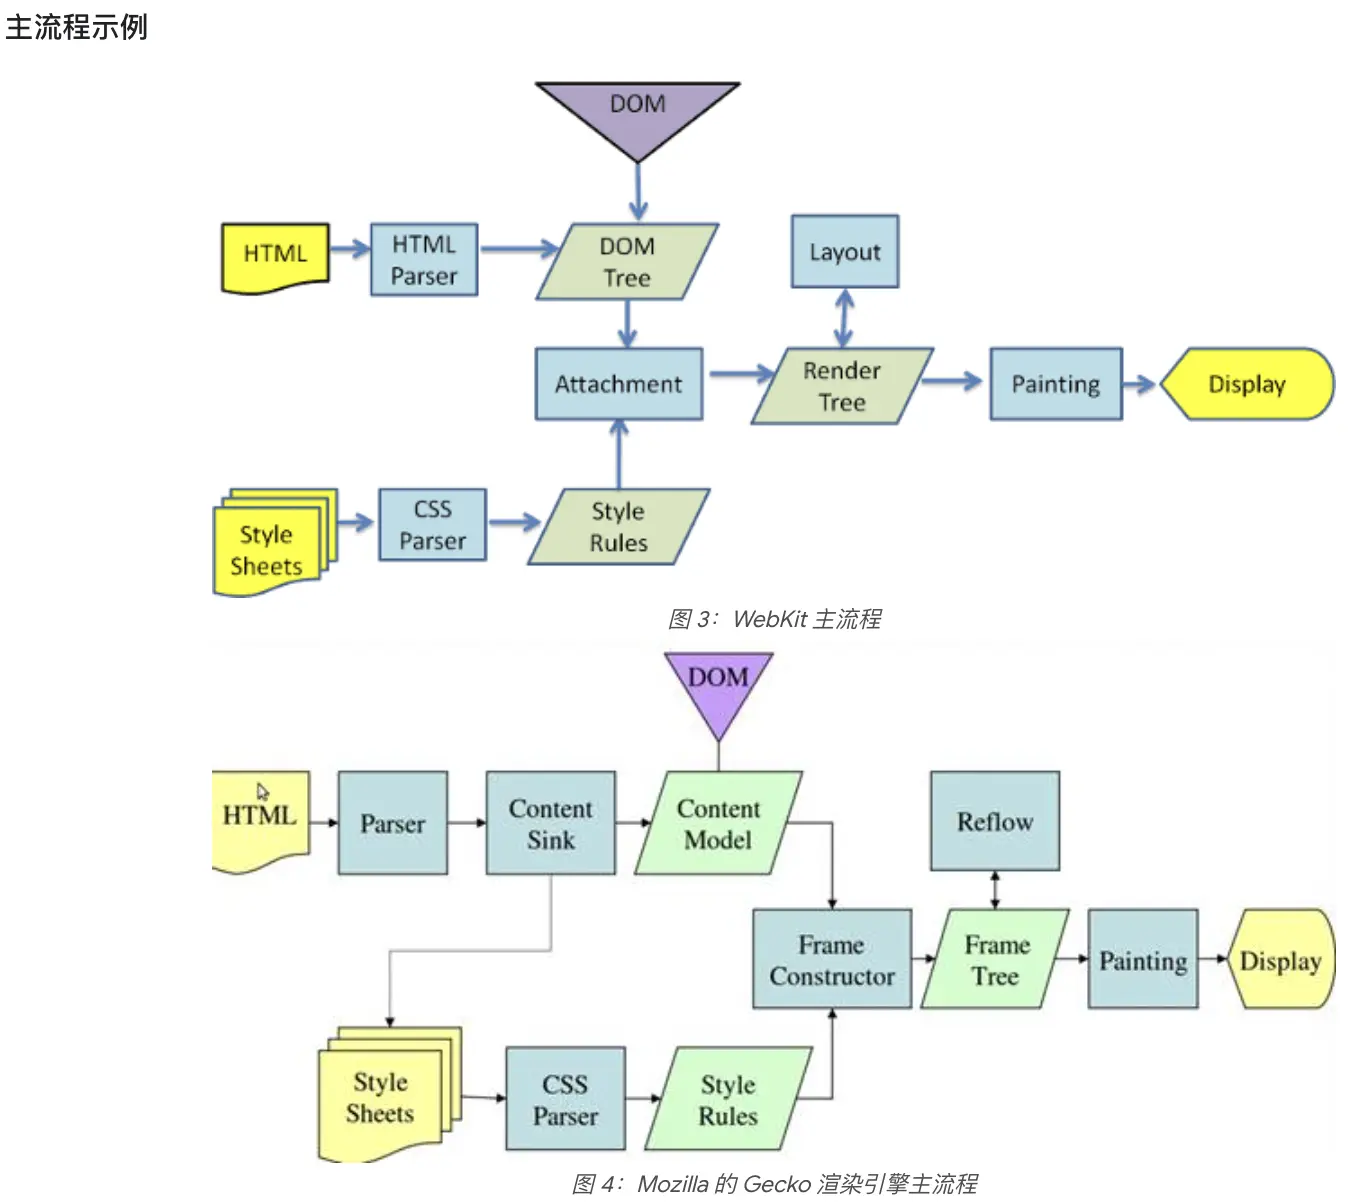 主流程示例
DOM
HTML
HTML
Parser
DOM
Tree
Layout
Attachment
Render
Tree
Painting
Display
Style
Sheets
CSS
Parser
Style
Rules
图 3：WebKit 主流程
DOM
HTML
Parser
Content
Sink
Content
Model
Reflow
Frame
Constructor
Frame
Tree
Painting
Display
Style
Sheets
CSS
Parser
Style
Rules
图 4：Mozilla 的 Gecko 渲染引擎主流程